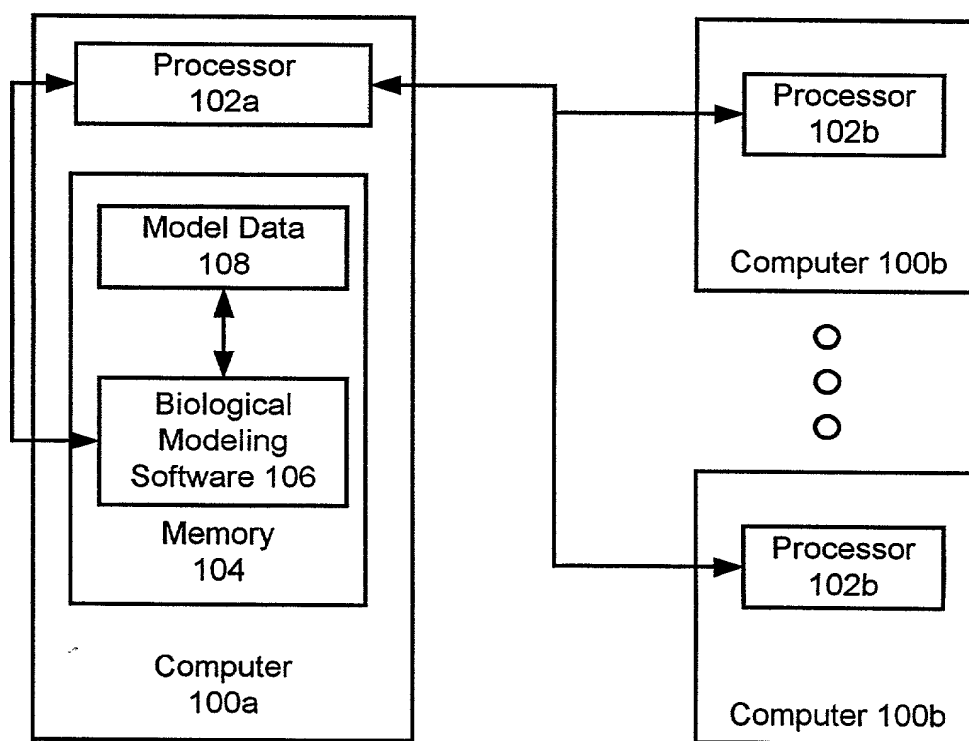 Processor
102a
Model Data
108
Biological
Modeling
Software 106
Memory
104
Computer
100a
Processor
102b
Computer 100b
Processor
102b
Computer 100b